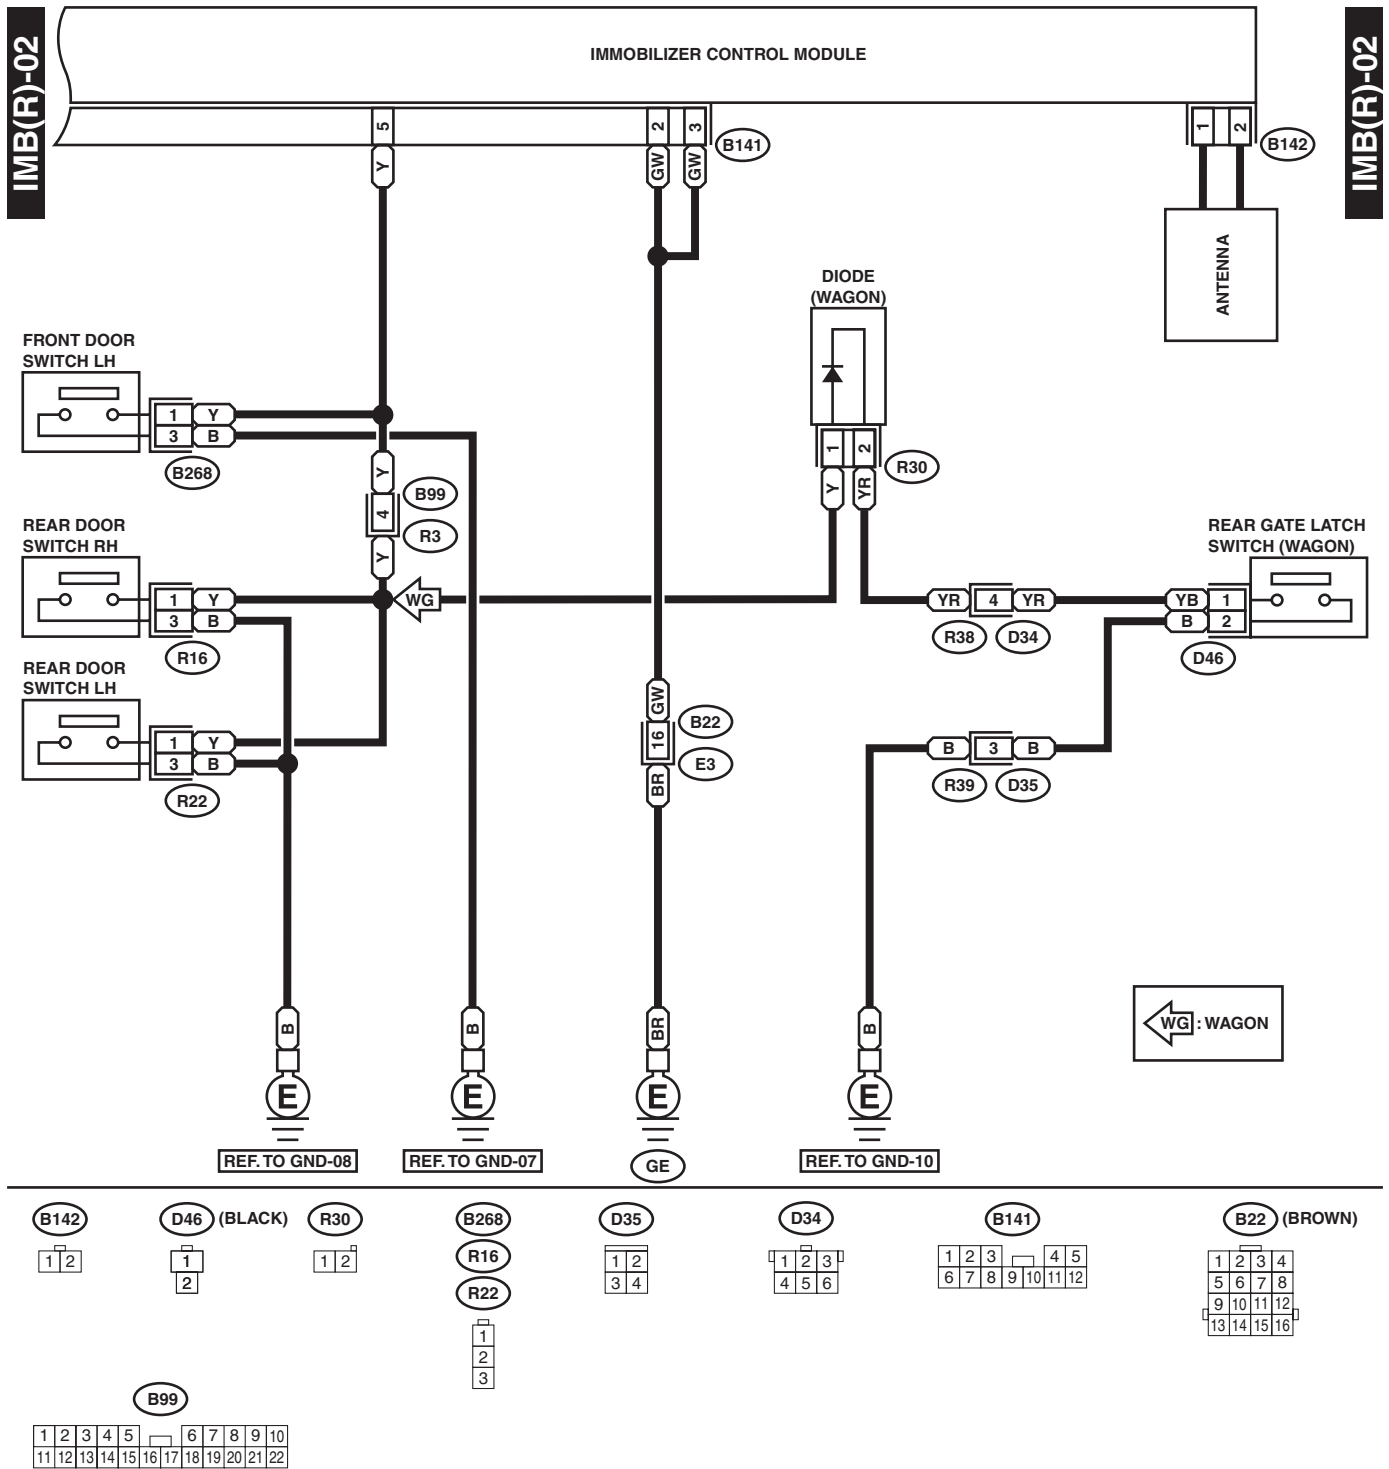 IMB(R)-02
IMB(R)-02
IMMOBILIZER CONTROL MODULE
5
2
3
B141
1
2
B142
Y
GW
GW
ANTENNA
DIODE
(WAGON)
FRONT DOOR
SWITCH LH
1 Y
3 B
B268
1
2
R30
Y
YR
Y
B99
4
R3
Y
REAR DOOR
SWITCH RH
1 Y
3 B
R16
WG
REAR GATE LATCH
SWITCH (WAGON)
YR 4 YR
R38 D34
YB 1
B 2
D46
REAR DOOR
SWITCH LH
1 Y
3 B
R22
GW
B22
16
E3
BR
B 3 B
R39 D35
B
B
BR
B
WG : WAGON
E
E
E
E
REF. TO GND-08
REF. TO GND-07
GE
REF. TO GND-10
B142
1 2
D46 (BLACK)
1
2
R30
1 2
B268
R16
R22
1
2
3
D35
1 2
3 4
D34
1 2 3
4 5 6
B141
1 2 3 4 5
6 7 8 9 10 11 12
B22 (BROWN)
1 2 3 4
5 6 7 8
9 10 11 12
13 14 15 16
B99
1 2 3 4 5 6 7 8 9 10
11 12 13 14 15 16 17 18 19 20 21 22